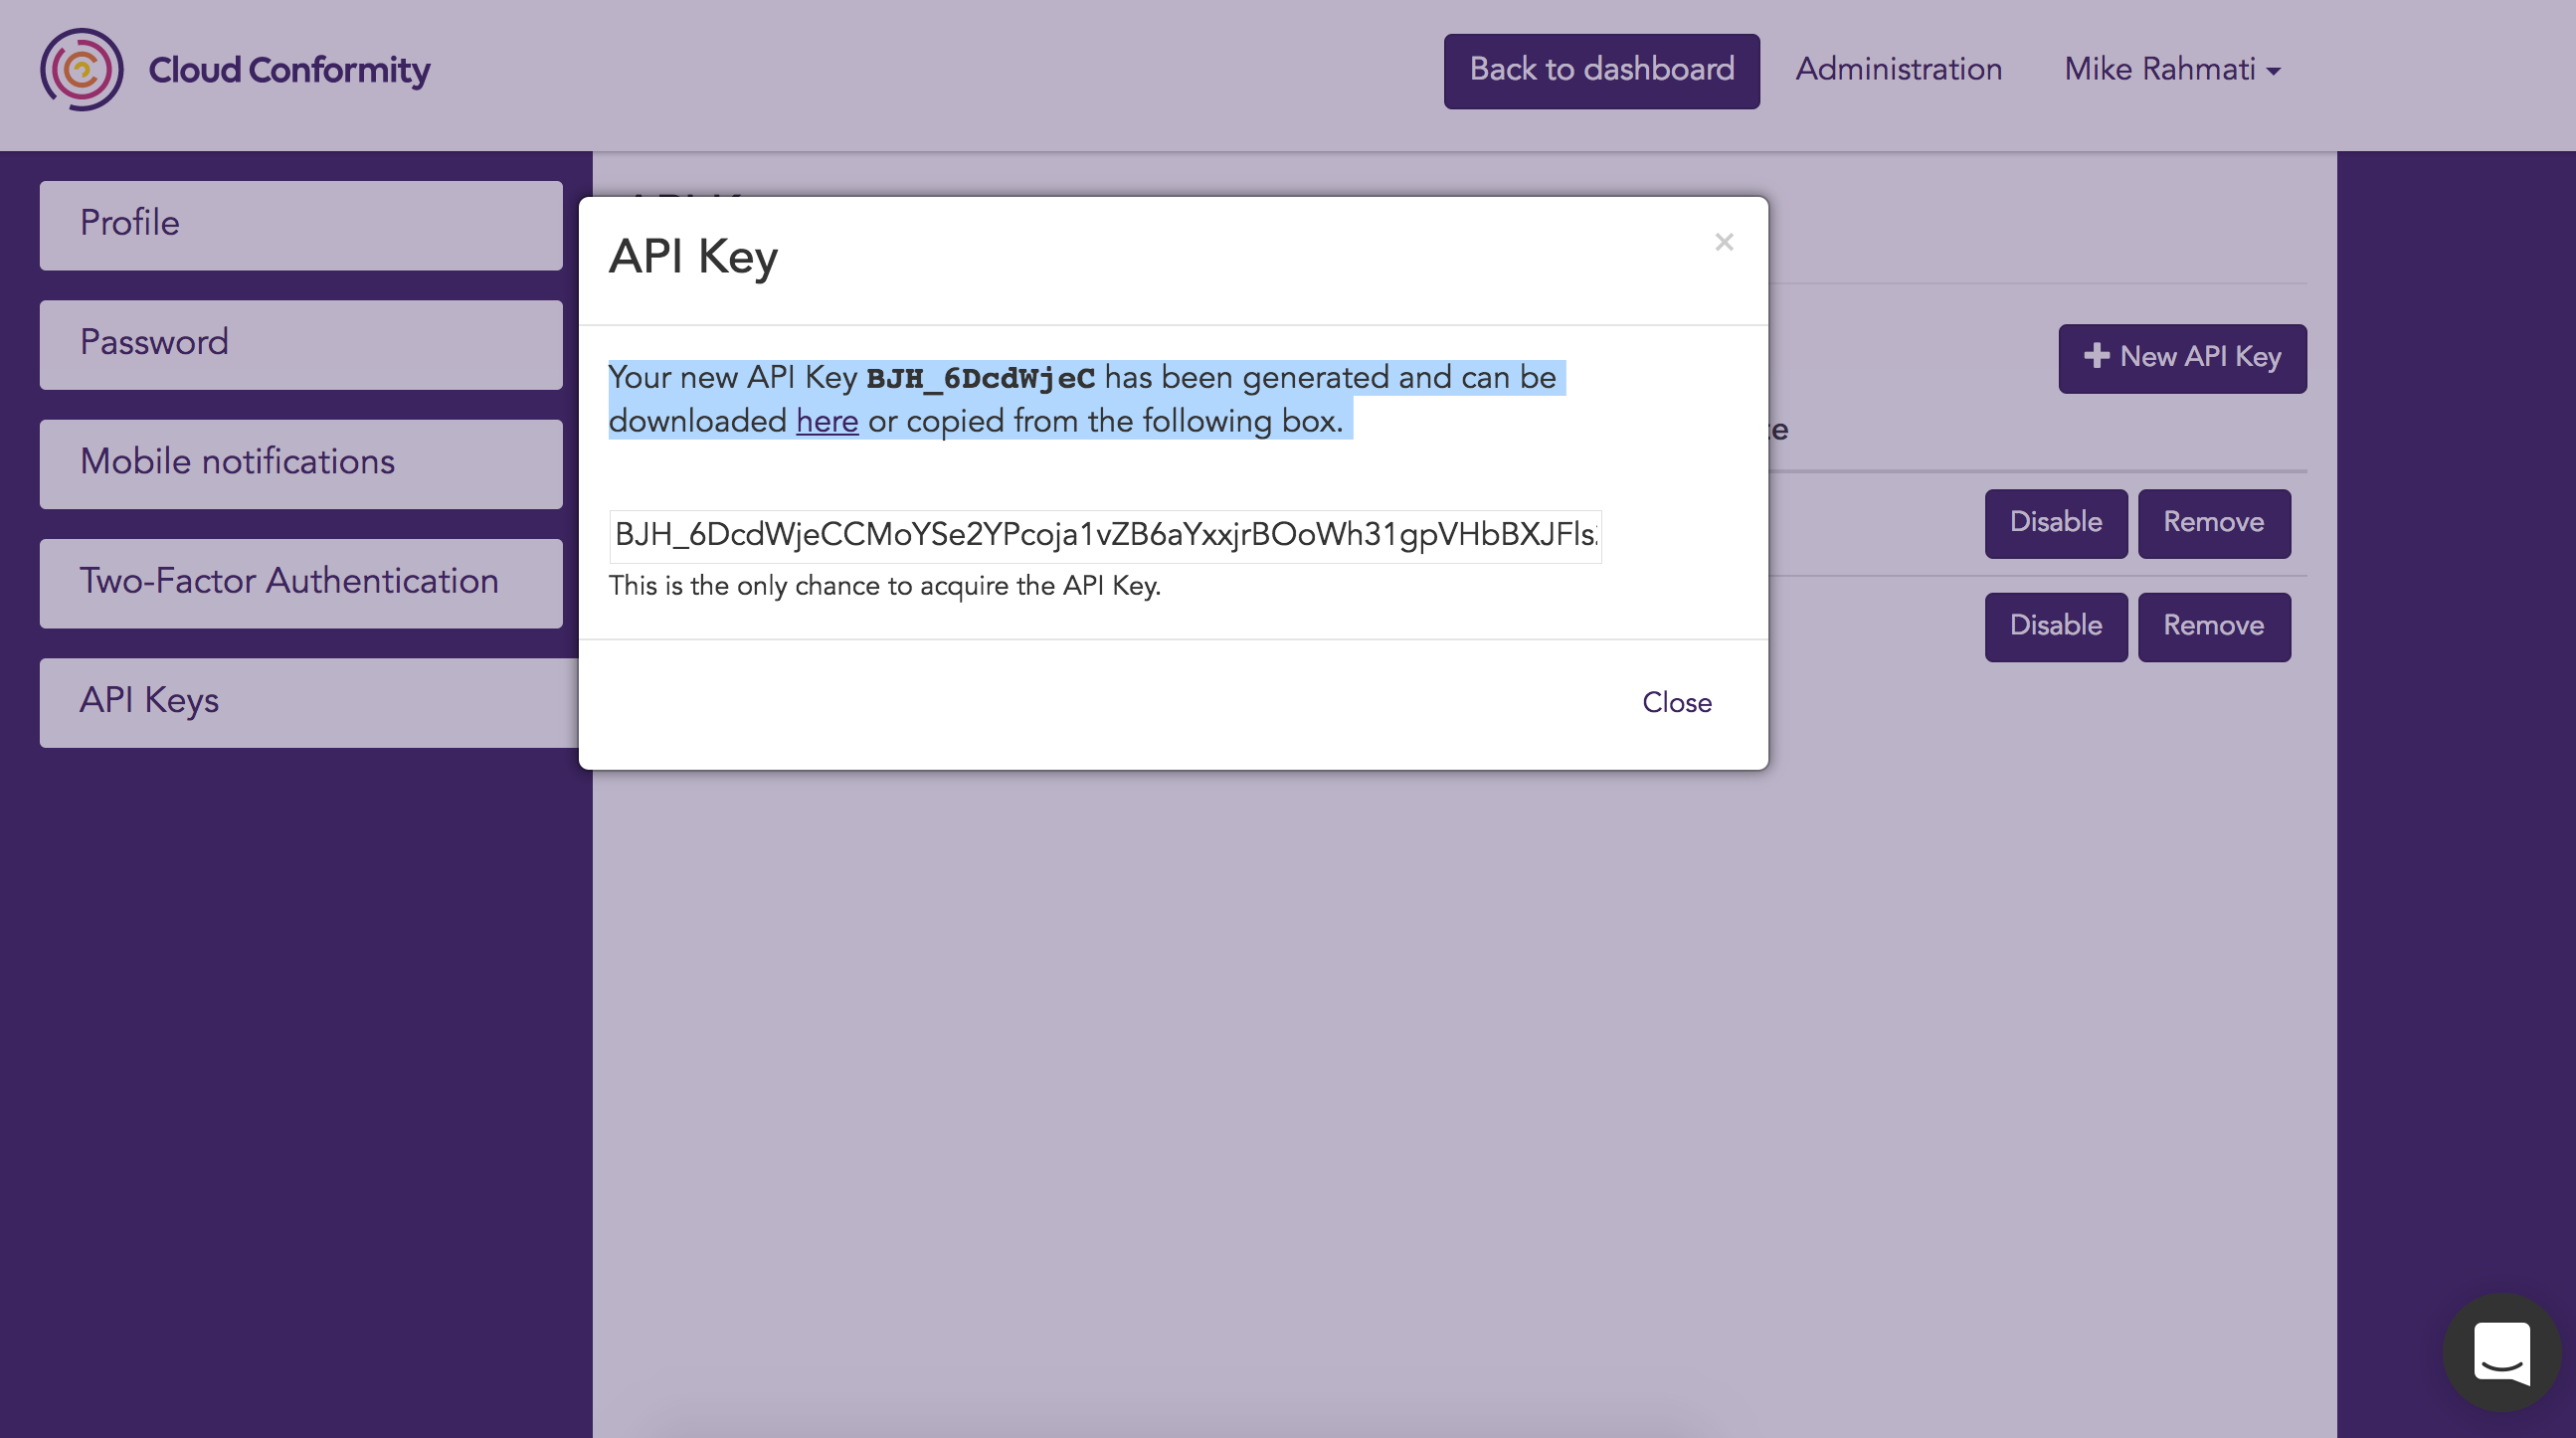 Cloud Conformity
Back to dashboard
Administration
Mike Rahmati
Profile
Password
Mobile notifications
Two-Factor Authentication
API Keys
API Key
×
Your new API Key BJH_6DcdWjeC has been generated and can be
downloaded here or copied from the following box.
BJH_6DcdWjeCCMoYSe2YPcoja1vZB6aYxxjrBOoWh31gpVHbBXJFls
This is the only chance to acquire the API Key.
Close
New API Key
Disable
Remove
Disable
Remove